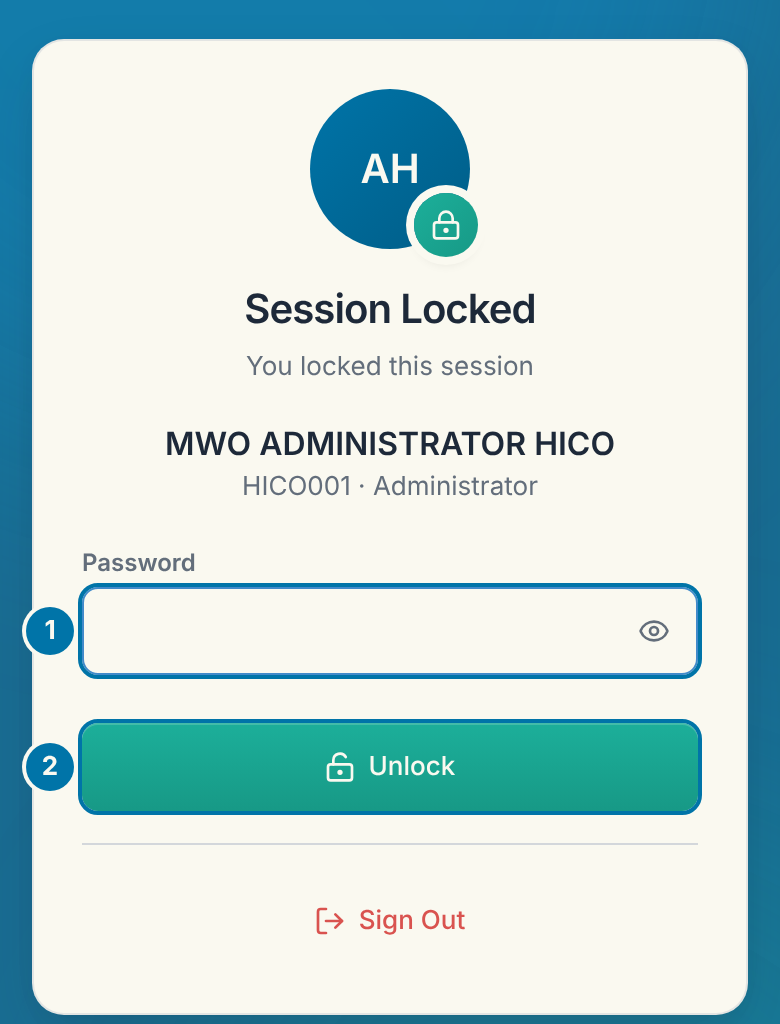 AH
Session Locked
You locked this session
MWO ADMINISTRATOR HICO
HICO001 · Administrator
Password
1
2
Unlock
Sign Out